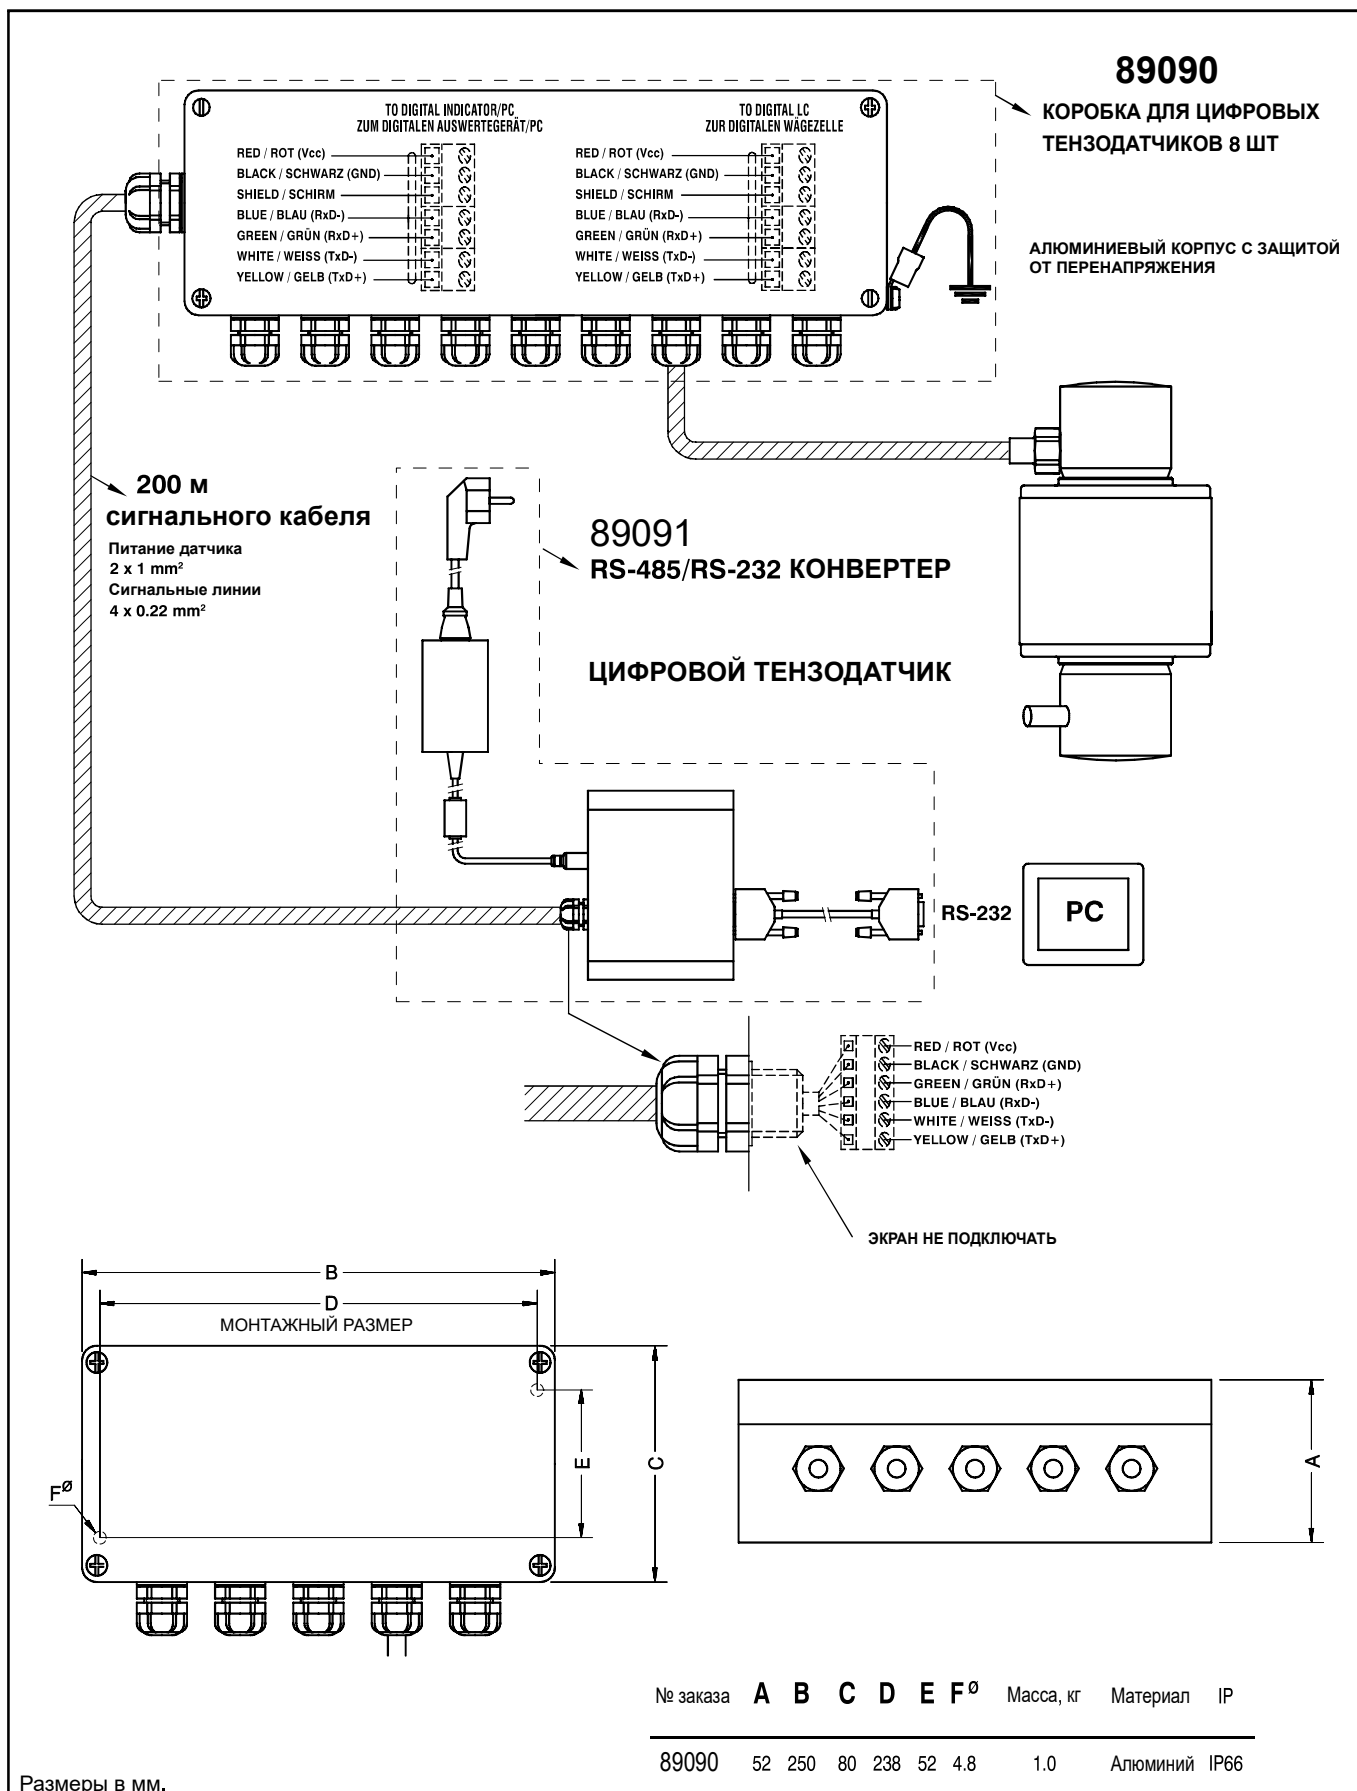 89090
КОРОБКА ДЛЯ ЦИФРОВЫХ
ТЕНЗОДАТЧИКОВ 8 ШТ
TO DIGITAL INDICATOR/PC
ZUM DIGITALEN AUSWERTEGERÄT/PC
RED / ROT (Vcc)
BLACK / SCHWARZ (GND)
SHIELD / SCHIRM
BLUE / BLAU (RxD-)
GREEN / GRÜN (RxD+)
WHITE / WEISS (TxD-)
YELLOW / GELB (TxD+)
TO DIGITAL LC
ZUR DIGITALEN WÄGEZELLE
RED / ROT (Vcc)
BLACK / SCHWARZ (GND)
SHIELD / SCHIRM
BLUE / BLAU (RxD-)
GREEN / GRÜN (RxD+)
WHITE / WEISS (TxD-)
YELLOW / GELB (TxD+)
АЛЮМИНИЕВЫЙ КОРПУС С ЗАЩИТОЙ
ОТ ПЕРЕНАПРЯЖЕНИЯ
200 м
сигнального кабеля
Питание датчика
2 x 1 mm²
Сигнальные линии
4 x 0.22 mm²
89091
RS-485/RS-232 КОНВЕРТЕР
ЦИФРОВОЙ ТЕНЗОДАТЧИК
RS-232
PC
RED / ROT (Vcc)
BLACK / SCHWARZ (GND)
GREEN / GRÜN (RxD+)
BLUE / BLAU (RxD-)
WHITE / WEISS (TxD-)
YELLOW / GELB (TxD+)
ЭКРАН НЕ ПОДКЛЮЧАТЬ
B
D
МОНТАЖНЫЙ РАЗМЕР
E
C
F Ø
A
№ заказа A B C D E F Ø Масса, кг Материал IP
89090 52 250 80 238 52 4.8 1.0 Алюминий IP66
Размеры в мм.